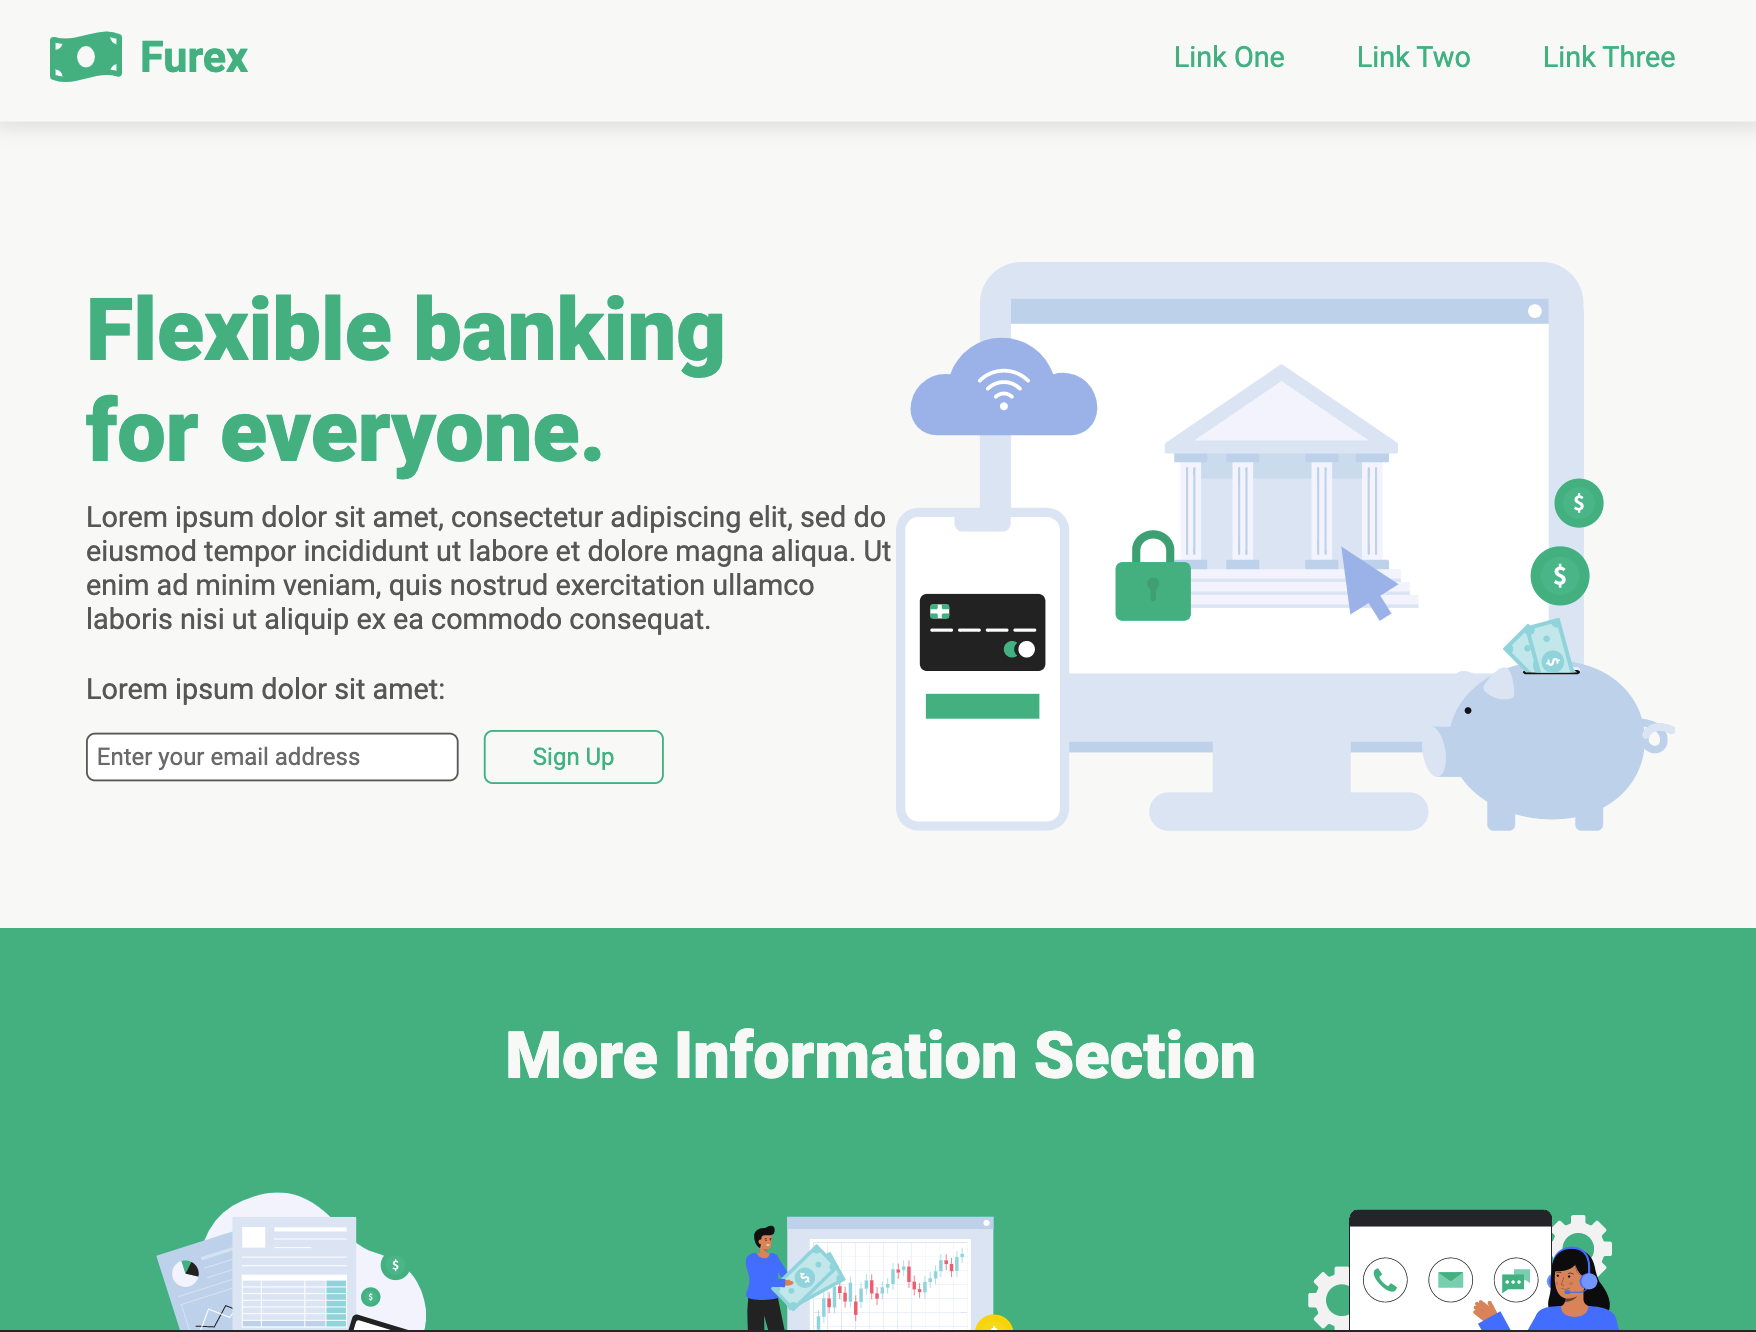 Furex
Link One
Link Two
Link Three
Flexible banking
for everyone.
Lorem ipsum dolor sit amet, consectetur adipiscing elit, sed do
eiusmod tempor incididunt ut labore et dolore magna aliqua. Ut
enim ad minim veniam, quis nostrud exercitation ullamco
laboris nisi ut aliquip ex ea commodo consequat.
Lorem ipsum dolor sit amet:
Enter your email address
Sign Up
$
$
$
More Information Section
$
$
$